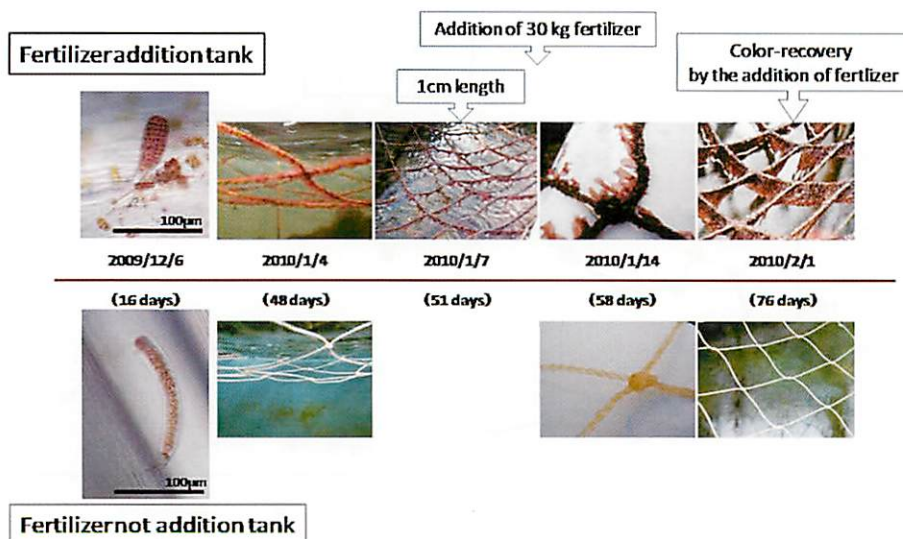 Addition of 30 kg fertilizer
Fertilizeraddition tank
Color-recovery
by the addition of fertlizer
1cm length
100μm
2009/12/6
2010/1/4
2010/1/7
2010/1/14
2010/2/1
(16 days)
(48 days)
(51 days)
(58 days)
(76 days)
100μm
Fertilizernot addition tank